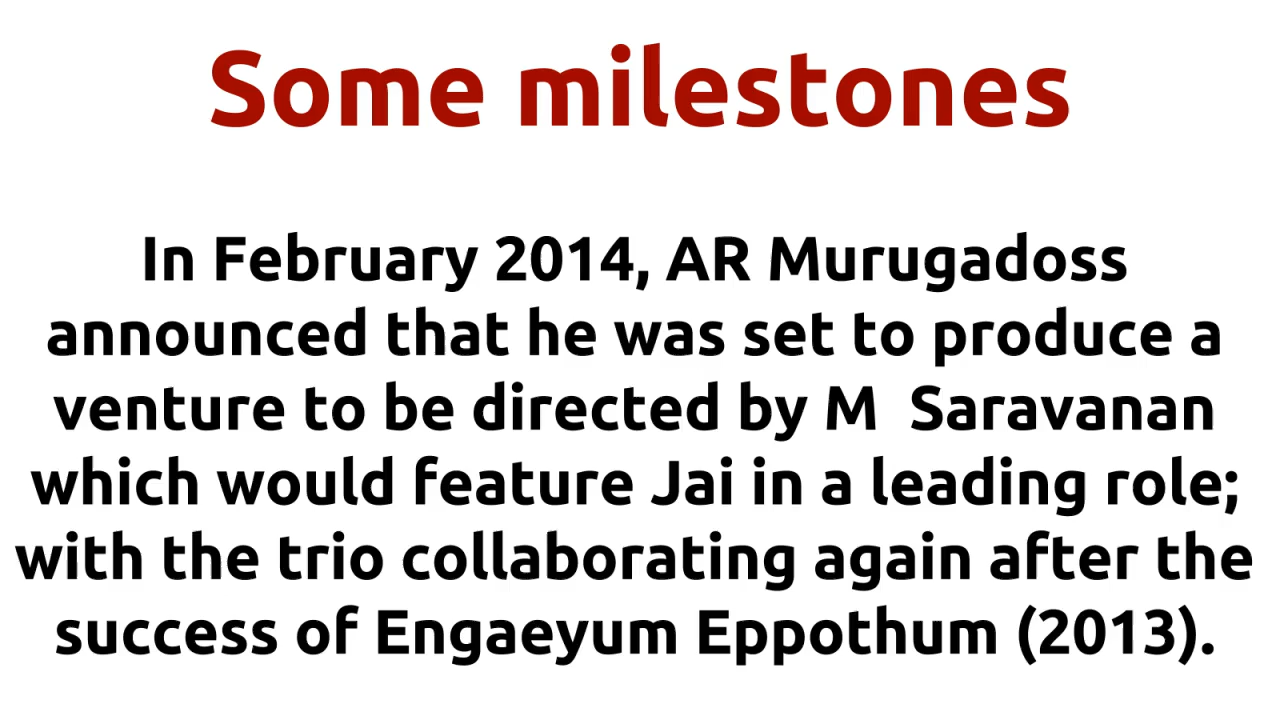 Some milestones
In February 2014, AR Murugadoss
announced that he was set to produce a
venture to be directed by M  Saravanan
which would feature Jai in a leading role;
with the trio collaborating again after the
success of Engaeyum Eppothum (2013).